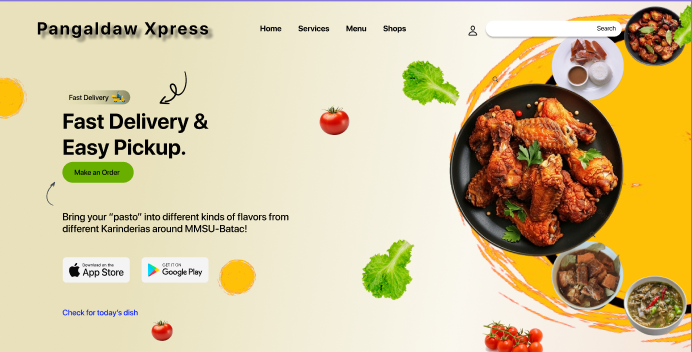 Pangaldaw Xpress
Home Services Menu Shops
Search
Fast Delivery
Fast Delivery &
Easy Pickup.
Make an Order
Bring your “pasto” into different kinds of flavors from
different Karinderias around MMSU-Batac!
Download on the
App Store
GET IT ON
Google Play
Check for today's dish